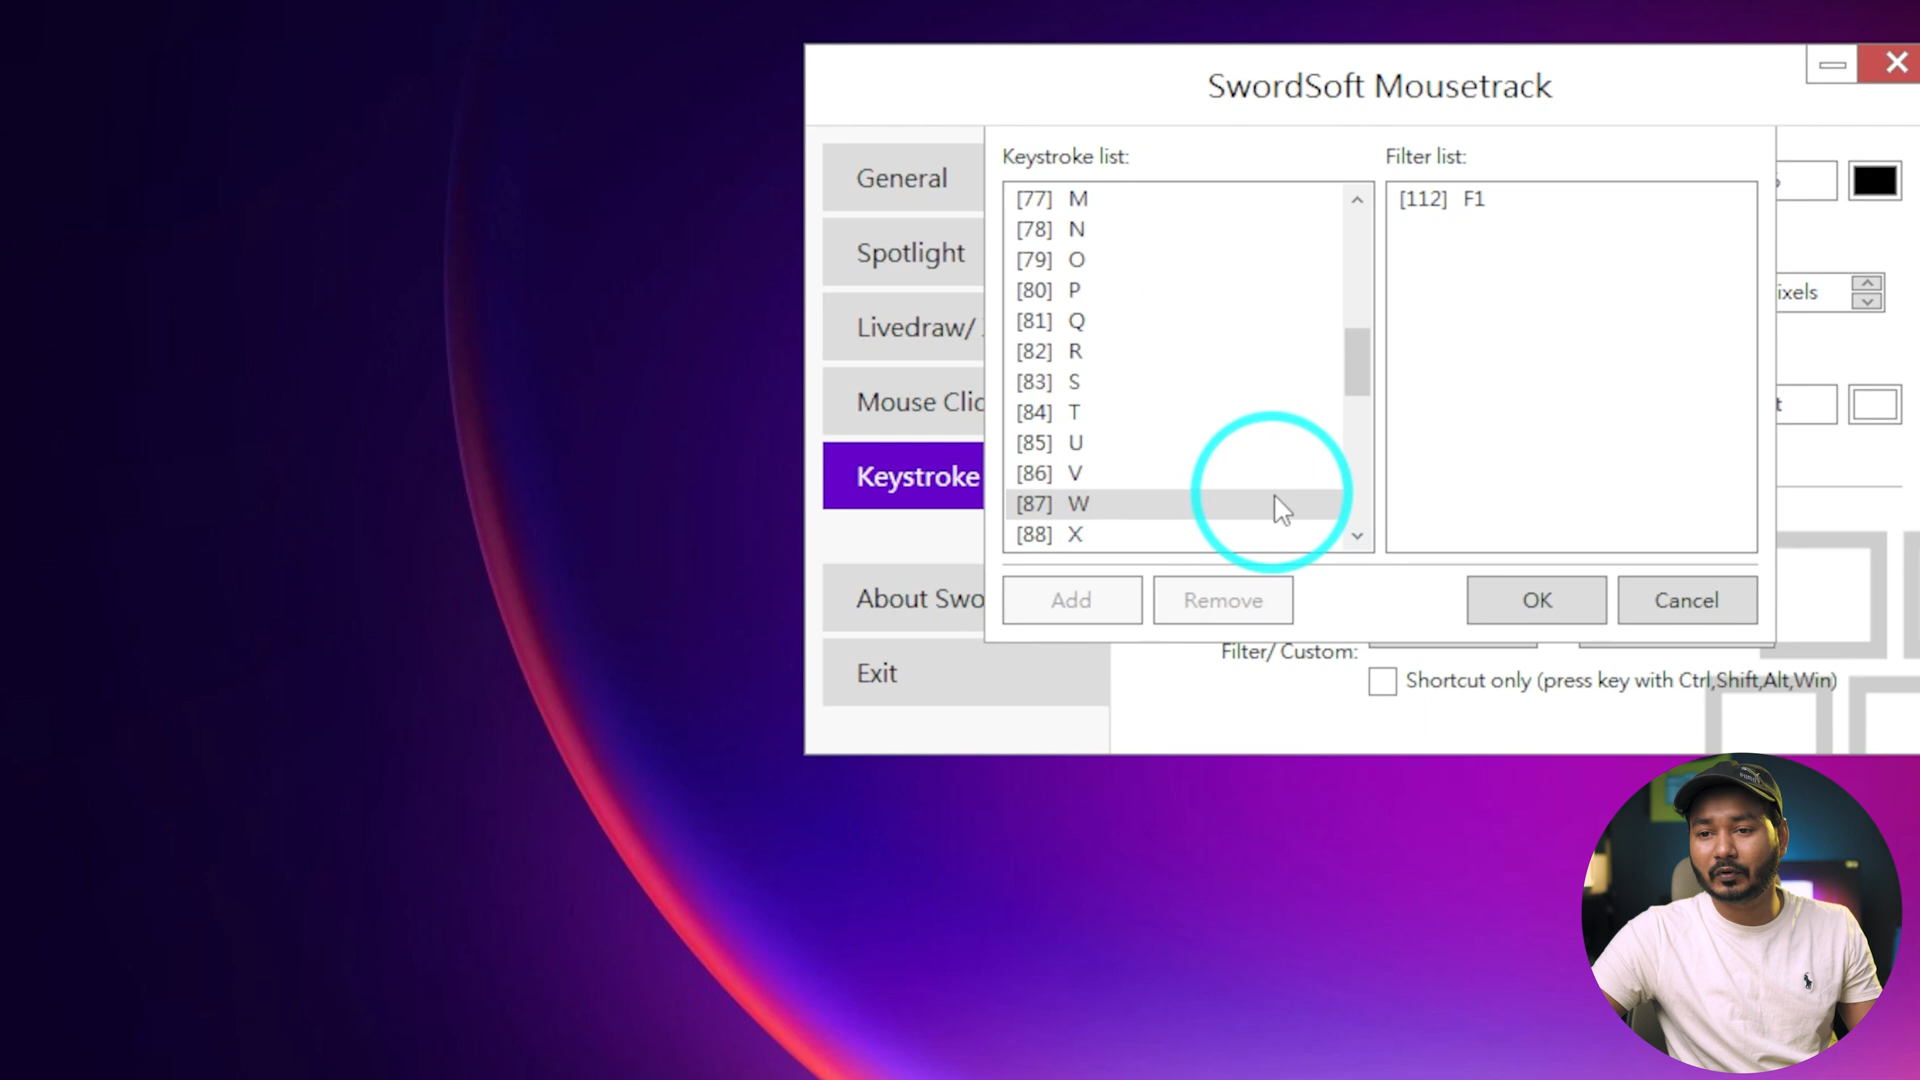 SwordSoft Mousetrack
General
Spotlight
Livedraw/
Mouse Clic
Keystroke
About Swo
Exit
Keystroke list:
[77] M
[78] N
[79] O
[80] P
[81] Q
[82] R
[83] S
[84] T
[85] U
[86] V
[87] W
[88] X
Filter list:
[112] F1
Add
Remove
OK
Cancel
ixels
t
Filter/ Custom:
Shortcut only (press key with Ctrl,Shift,Alt,Win)